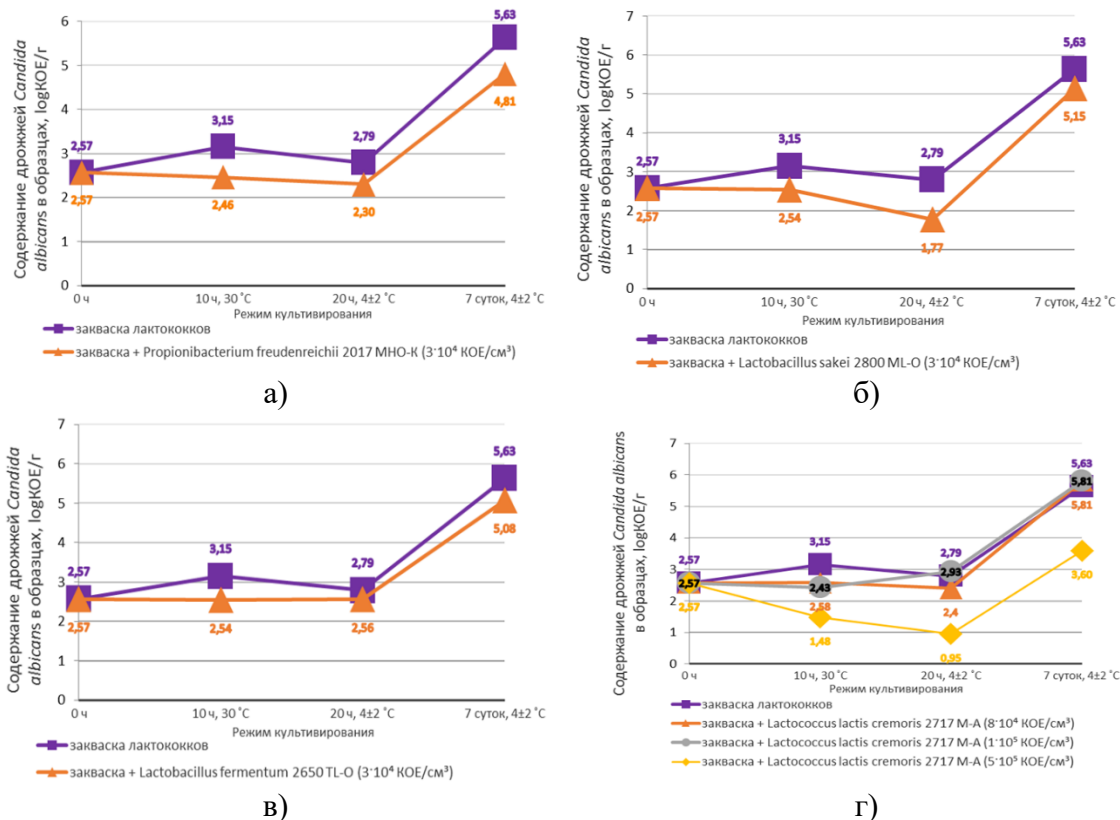 Содержание дрожжей Candida
albicans в образцах, logКОЕ/г
6
5
4
3
2
1
0
5,63
4,81
3,15
2,79
2,57
2,57
2,46
2,30
0 ч
10 ч, 30 ˚С
20 ч, 4±2 ˚С
7 суток, 4±2 ˚С
Режим культивирования
закваска лактококков
закваска + Propionibacterium freudenreichii 2017 МНО-К (3·10⁴ КОЕ/см³)
а)
Содержание дрожжей Candida
albicans в образцах, logКОЕ/г
7
6
5
4
3
2
1
0
5,63
5,15
3,15
2,79
2,57
2,57
2,54
1,77
0 ч
10 ч, 30 ˚С
20 ч, 4±2 ˚С
7 суток, 4±2 ˚С
Режим культивирования
закваска лактококков
закваска + Lactobacillus sakei 2800 ML-O (3·10⁴ КОЕ/см³)
б)
Содержание дрожжей Candida
albicans в образцах, logКОЕ/г
7
6
5
4
3
2
1
0
5,63
5,08
3,15
2,79
2,57
2,57
2,54
2,56
0 ч
10 ч, 30 ˚С
20 ч, 4±2 ˚С
7 суток, 4±2 ˚С
Режим культивирования
закваска лактококков
закваска + Lactobacillus fermentum 2650 TL-O (3·10⁴ КОЕ/см³)
в)
Содержание дрожжей Candida albicans
в образцах, logКОЕ/г
7
6
5
4
3
2
1
0
5,63
5,81
5,81
3,60
3,15
2,79
2,93
2,57
2,57
2,57
2,43
2,58
2,4
1,48
0,95
0 ч
10 ч, 30 ˚С
20 ч, 4±2 ˚С
7 суток, 4±2 ˚С
Режим культивирования
закваска лактококков
закваска + Lactococcus lactis cremoris 2717 M-A (8·10⁴ КОЕ/см³)
закваска + Lactococcus lactis cremoris 2717 M-A (1·10⁵ КОЕ/см³)
закваска + Lactococcus lactis cremoris 2717 M-A (5·10⁵ КОЕ/см³)
г)